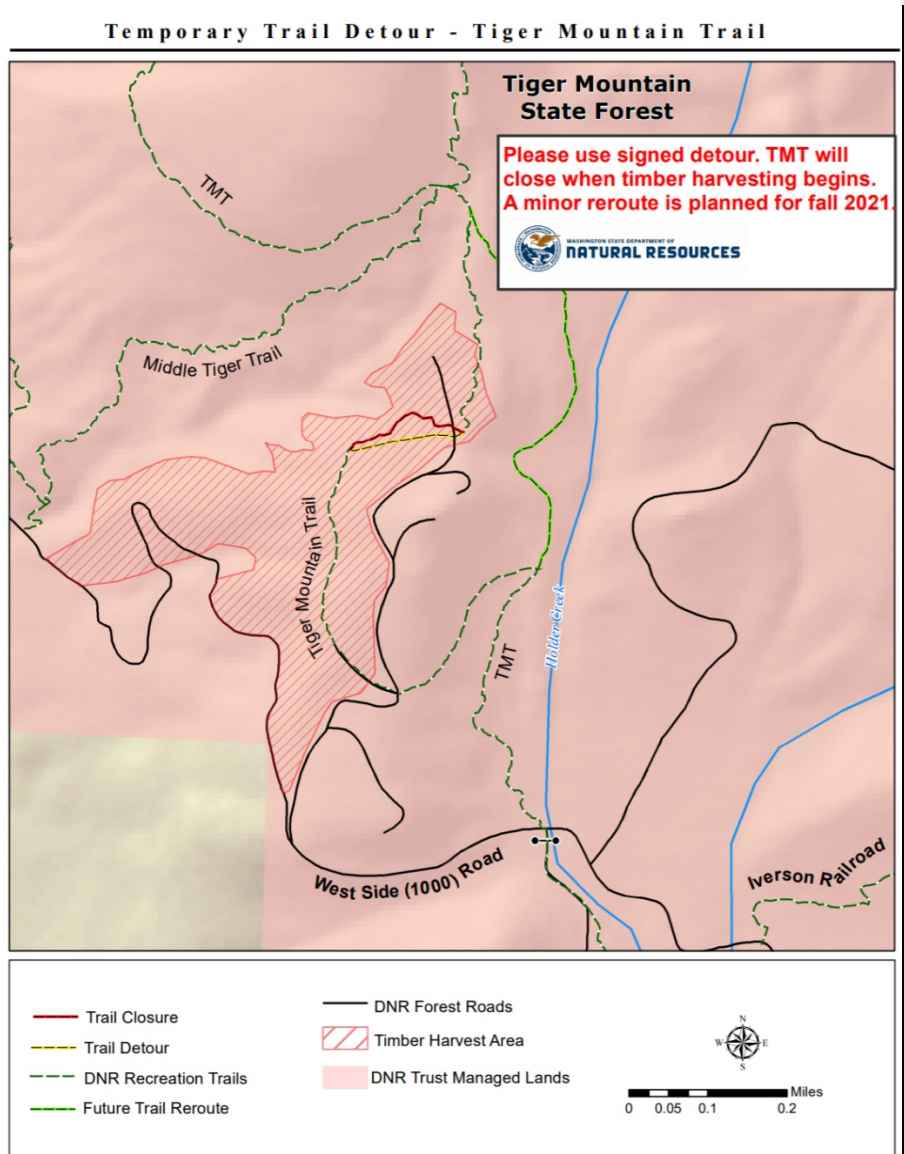 Temporary Trail Detour - Tiger Mountain Trail
Tiger Mountain
State Forest
Please use signed detour. TMT will
close when timber harvesting begins.
A minor reroute is planned for fall 2021.
WASHINGTON STATE DEPARTMENT OF
NATURAL RESOURCES
TMT
Middle Tiger Trail
Tiger Mountain Trail
TMT
Holder Creek
West Side (1000) Road
Iverson Railroad
Trail Closure
Trail Detour
DNR Recreation Trails
Future Trail Reroute
DNR Forest Roads
Timber Harvest Area
DNR Trust Managed Lands
N
W E
S
Miles
0 0.05 0.1 0.2